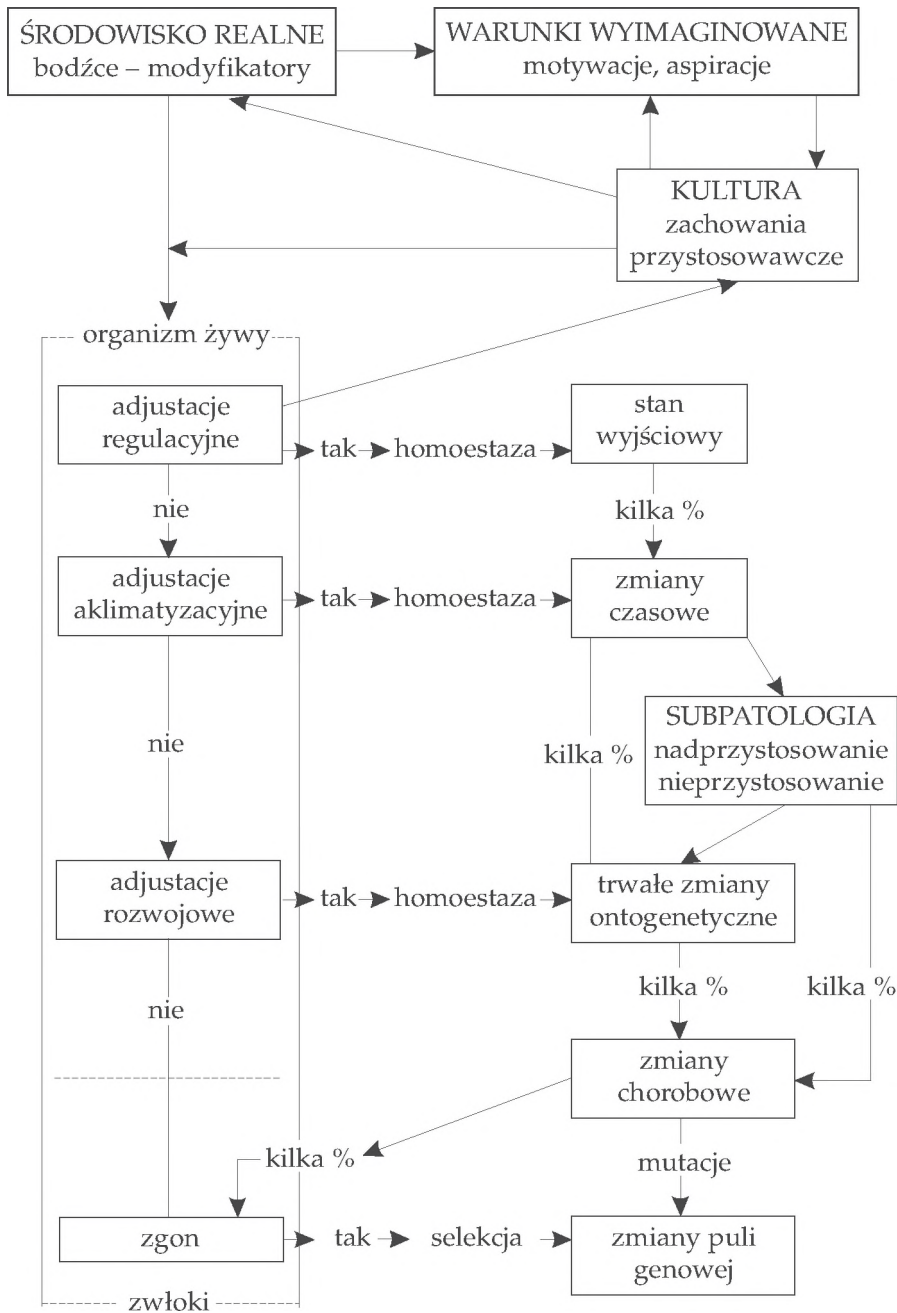 ŚRODOWISKO REALNE
bodźce – modyfikatory
WARUNKI WYIMAGINOWANE
motywacje, aspiracje
KULTURA
zachowania
przystosowawcze
organizm żywy
adjustacje
regulacyjne
tak
homoestaza
stan
wyjściowy
nie
kilka %
adjustacje
aklimatyzacyjne
tak
homoestaza
zmiany
czasowe
nie
kilka %
SUBPATOLOGIA
nadprzystosowanie
nieprzystosowanie
adjustacje
rozwojowe
tak
homoestaza
trwałe zmiany
ontogenetyczne
nie
kilka %
kilka %
zmiany
chorobowe
kilka %
mutacje
zgon
tak
selekcja
zmiany puli
genowej
zwłoki